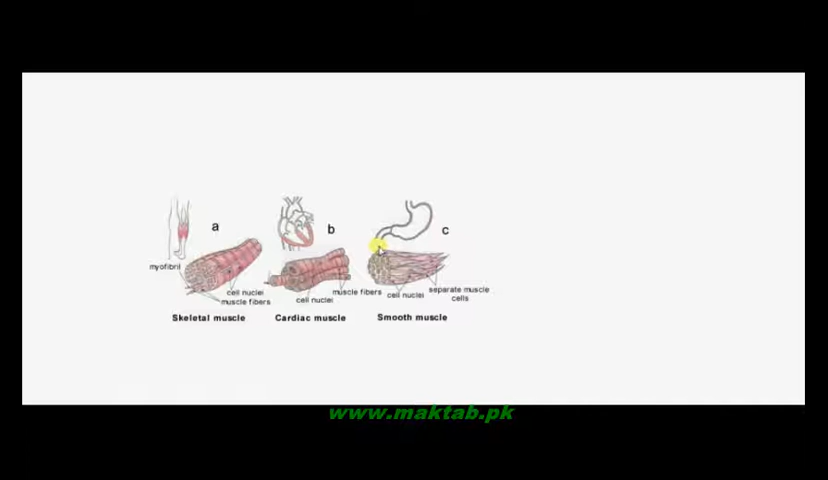 a
b
c
myofibril
cell nuclei
muscle fibers
Skeletal muscle
muscle fibers
cell nuclei
Cardiac muscle
cell nuclei
separate muscle
cells
Smooth muscle
www.maktab.pk